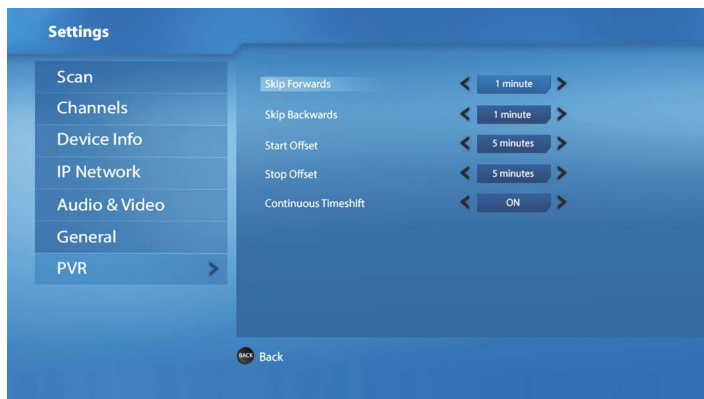 Settings
Scan
Channels
Device Info
IP Network
Audio & Video
General
PVR
Skip Forwards 1 minute
Skip Backwards 1 minute
Start Offset 5 minutes
Stop Offset 5 minutes
Continuous Timeshift ON
BACK Back